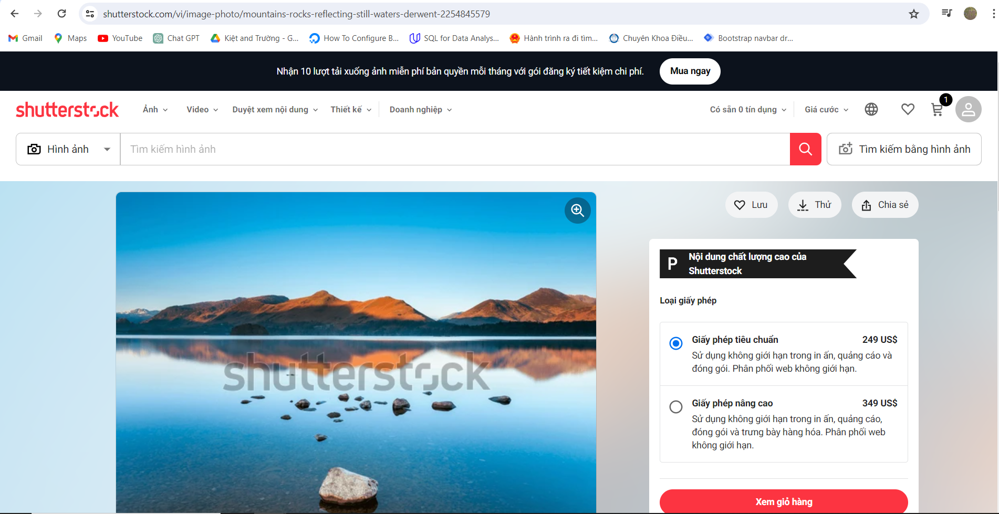 shutterstock.com/vi/image-photo/mountains-rocks-reflecting-still-waters-derwent-2254845579
Gmail
Maps
YouTube
Chat GPT
Kiệt and Trường - G...
How To Configure B...
SQL for Data Analys...
Hành trình ra đi tìm...
Chuyên Khoa Điều...
Bootstrap navbar dr...
Nhận 10 lượt tải xuống ảnh miễn phí bản quyền mỗi tháng với gói đăng ký tiết kiệm chi phí.
Mua ngay
shutterstock
Ảnh
Video
Duyệt xem nội dung
Thiết kế
Doanh nghiệp
Có sẵn 0 tín dụng
Giá cước
1
Hình ảnh
Tìm kiếm hình ảnh
Tìm kiếm bằng hình ảnh
Lưu
Thử
Chia sẻ
P
Nội dung chất lượng cao của
Shutterstock
Loại giấy phép
Giấy phép tiêu chuẩn
249 US$
Sử dụng không giới hạn trong in ấn, quảng cáo và
đóng gói. Phân phối web không giới hạn.
Giấy phép nâng cao
349 US$
Sử dụng không giới hạn trong in ấn, quảng cáo,
đóng gói và trưng bày hàng hóa. Phân phối web
không giới hạn.
Xem giỏ hàng
shutterstock